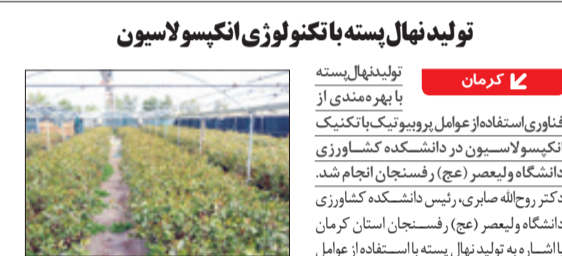 تولید نهال پسته با تکنولوژی انکپسولاسیون
کرمان
تولیدنهال‌پسته
با بهره‌مندی از
فناوری استفاده از عوامل پروبیوتیک با تکنیک
انکپسولاسیون در دانشکده کشاورزی
دانشگاه ولیعصر (عج) رفسنجان انجام شد.
دکتر روح‌الله صابری، رئیس دانشکده کشاورزی
دانشگاه ولیعصر (عج) رفسنجان استان کرمان
با اشاره به تولید نهال پسته با استفاده از عوامل